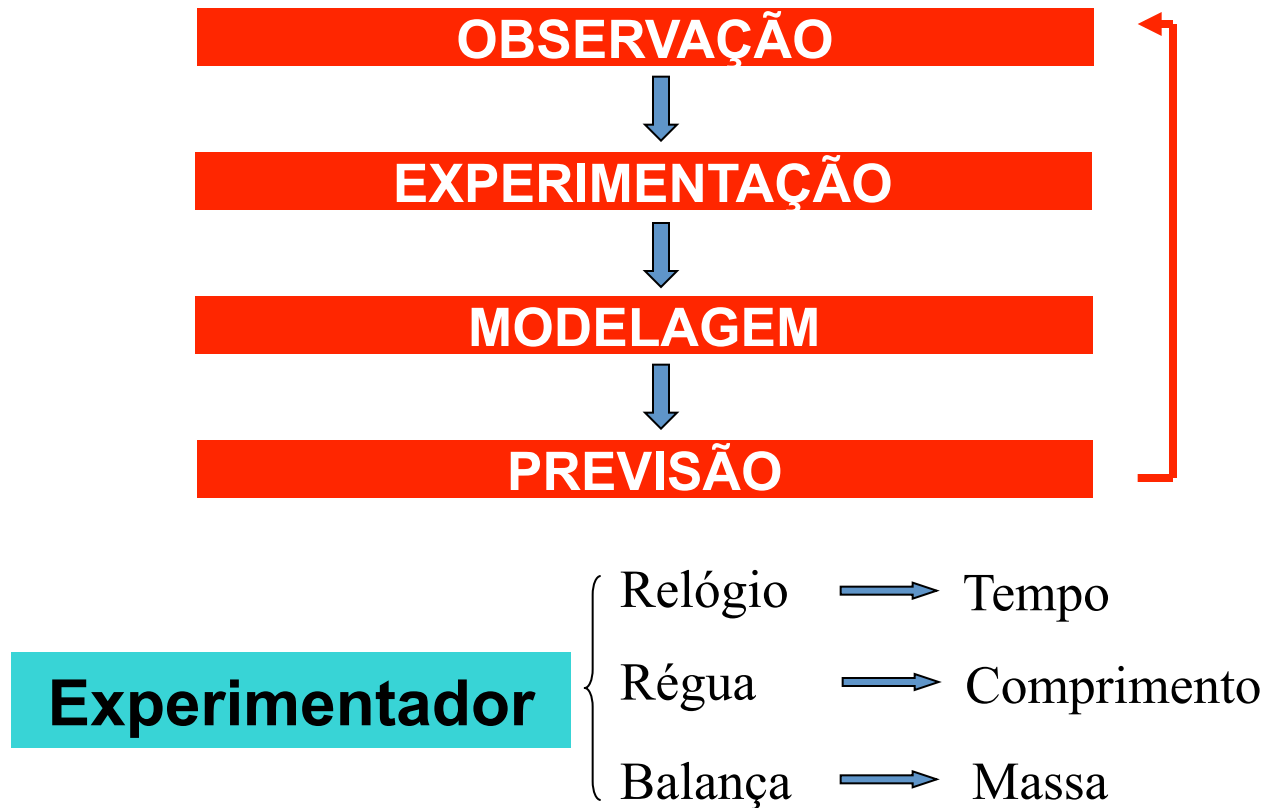 OBSERVAÇÃO
EXPERIMENTAÇÃO
MODELAGEM
PREVISÃO
Experimentador
Relógio Tempo
Régua Comprimento
Balança Massa